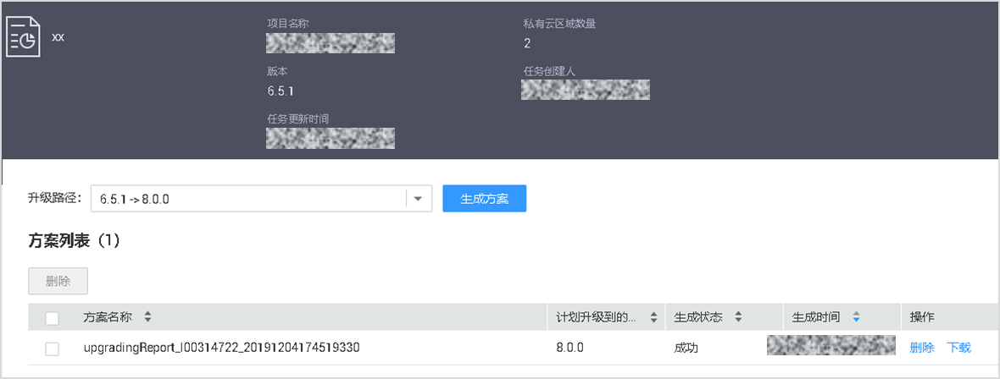 xx
项目名称
私有云区域数量
2
版本
任务创建人
6.5.1
任务更新时间
升级路径：
6.5.1 -> 8.0.0
生成方案
方案列表（1）
删除
方案名称 计划升级到的... 生成状态 生成时间 操作
upgradingReport_l00314722_20191204174519330 8.0.0 成功 删除 下载